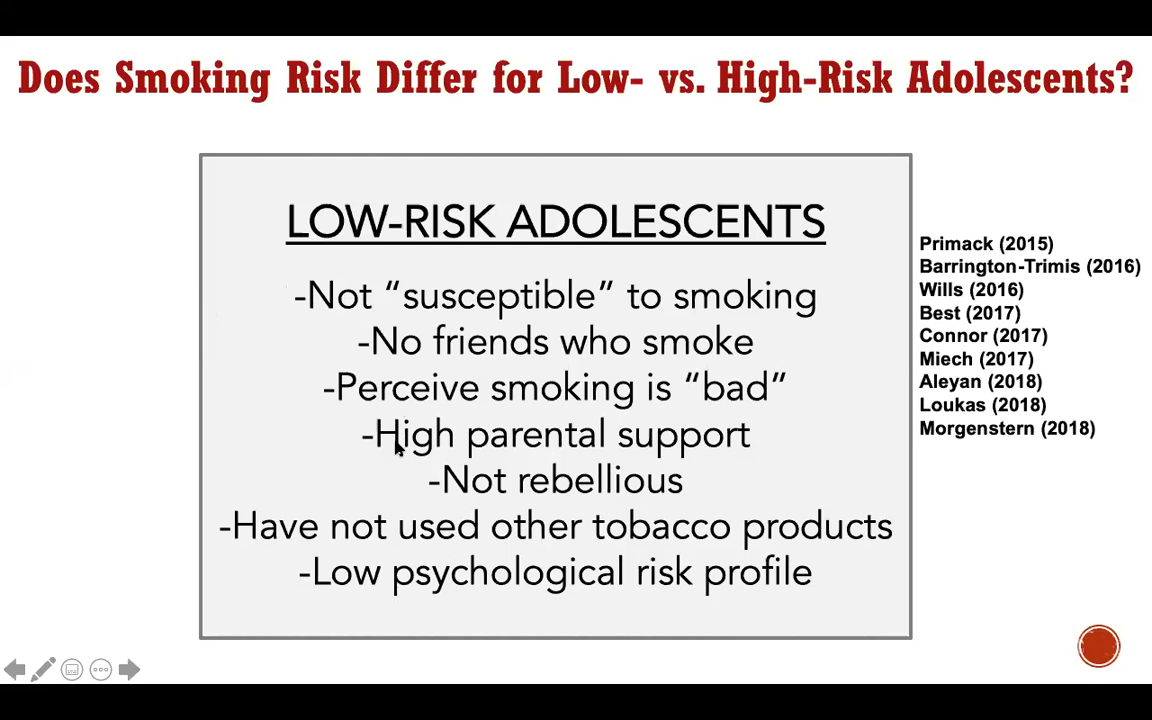 Does Smoking Risk Differ for Low- vs. High-Risk Adolescents?
LOW-RISK ADOLESCENTS
-Not “susceptible” to smoking
-No friends who smoke
-Perceive smoking is “bad”
-High parental support
-Not rebellious
-Have not used other tobacco products
-Low psychological risk profile
Primack (2015)
Barrington-Trimis (2016)
Wills (2016)
Best (2017)
Connor (2017)
Miech (2017)
Aleyan (2018)
Loukas (2018)
Morgenstern (2018)